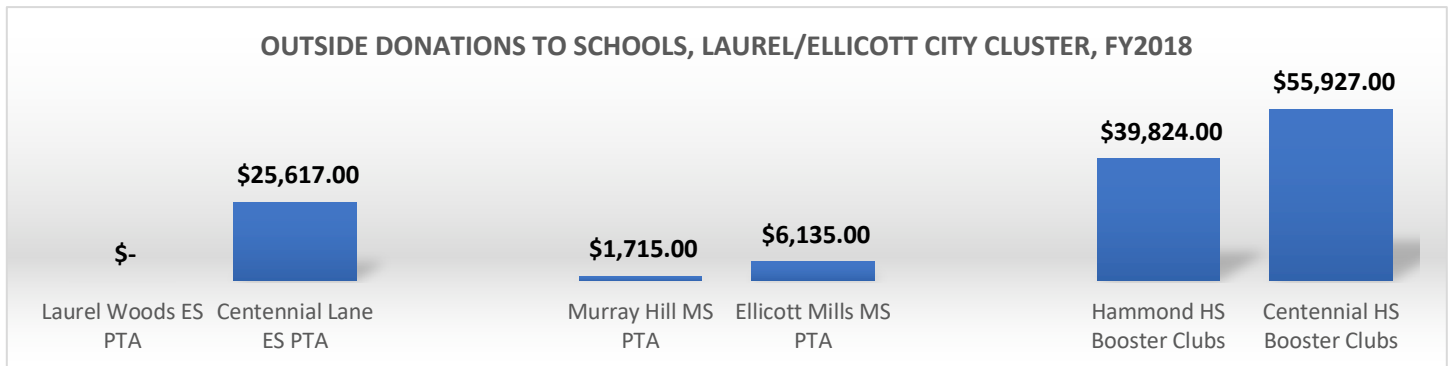 OUTSIDE DONATIONS TO SCHOOLS, LAUREL/ELLICOTT CITY CLUSTER, FY2018
$-
$25,617.00
$1,715.00
$6,135.00
$39,824.00
$55,927.00
Laurel Woods ES
PTA
Centennial Lane
ES PTA
Murray Hill MS
PTA
Ellicott Mills MS
PTA
Hammond HS
Booster Clubs
Centennial HS
Booster Clubs